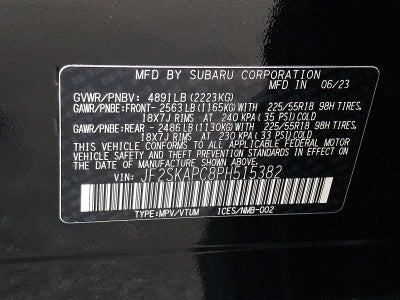 MFD BY SUBARU CORPORATION
MFD IN 06/23
GVWR/PNBV: 4891LB (2223KG)
GAWR/PNBE:FRONT- 2563LB(1165KG)WITH 225/55R18 98H TIRES,
18X7J RIMS AT 240 KPA (35 PSI)COLD
GAWR/PNBE:REAR - 2486LB(1130KG)WITH 225/55R18 98H TIRES,
18X7J RIMS AT 230 KPA (33 PSI)COLD
THIS VEHICLE CONFORMS TO ALL APPLICABLE FEDERAL MOTOR
VEHICLE SAFETY STANDARDS IN EFFECT ON
THE DATE OF MANUFACTURE SHOWN ABOVE.
VIN: JF2SKAPC8PH515382
TYPE:MPV/VTUM ICES/NMB-002